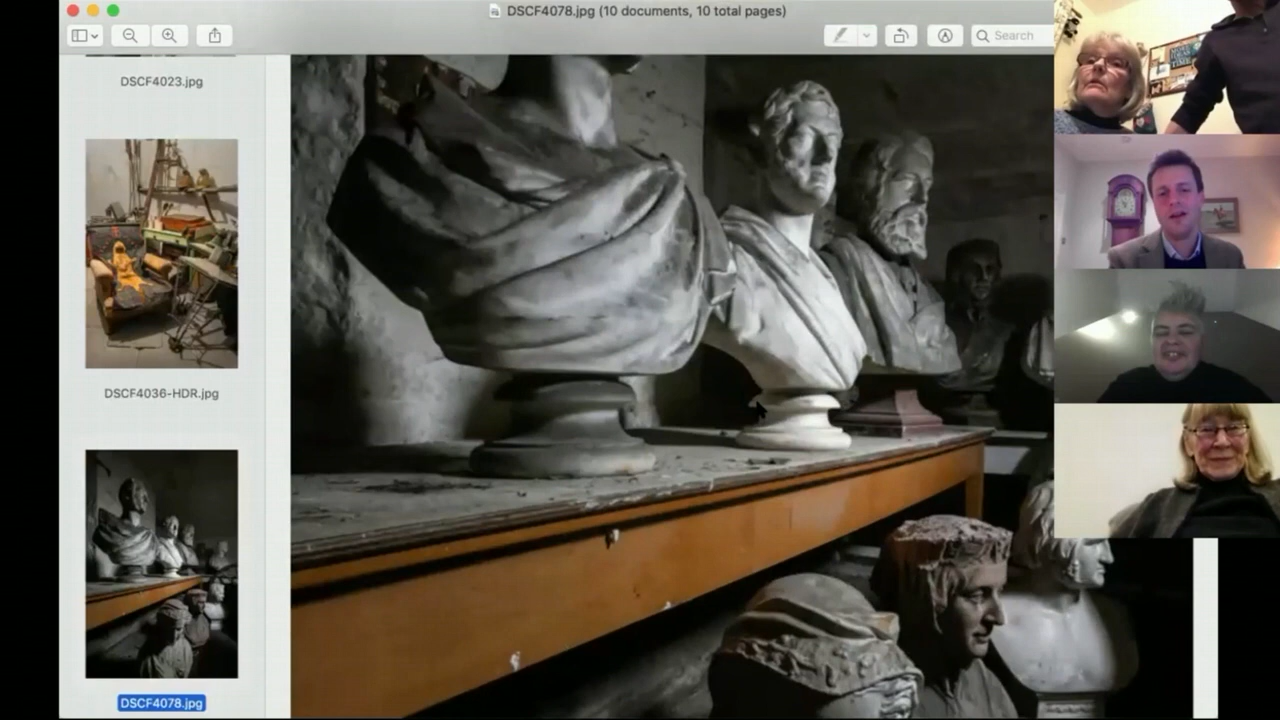 DSCF4078.jpg (10 documents, 10 total pages)
Search
DSCF4023.jpg
DSCF4036-HDR.jpg
DSCF4078.jpg